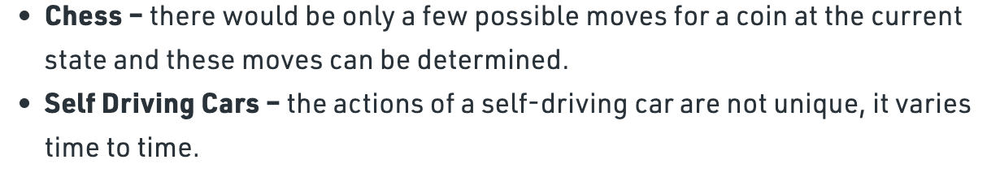 • Chess – there would be only a few possible moves for a coin at the current
state and these moves can be determined.
• Self Driving Cars – the actions of a self-driving car are not unique, it varies
time to time.